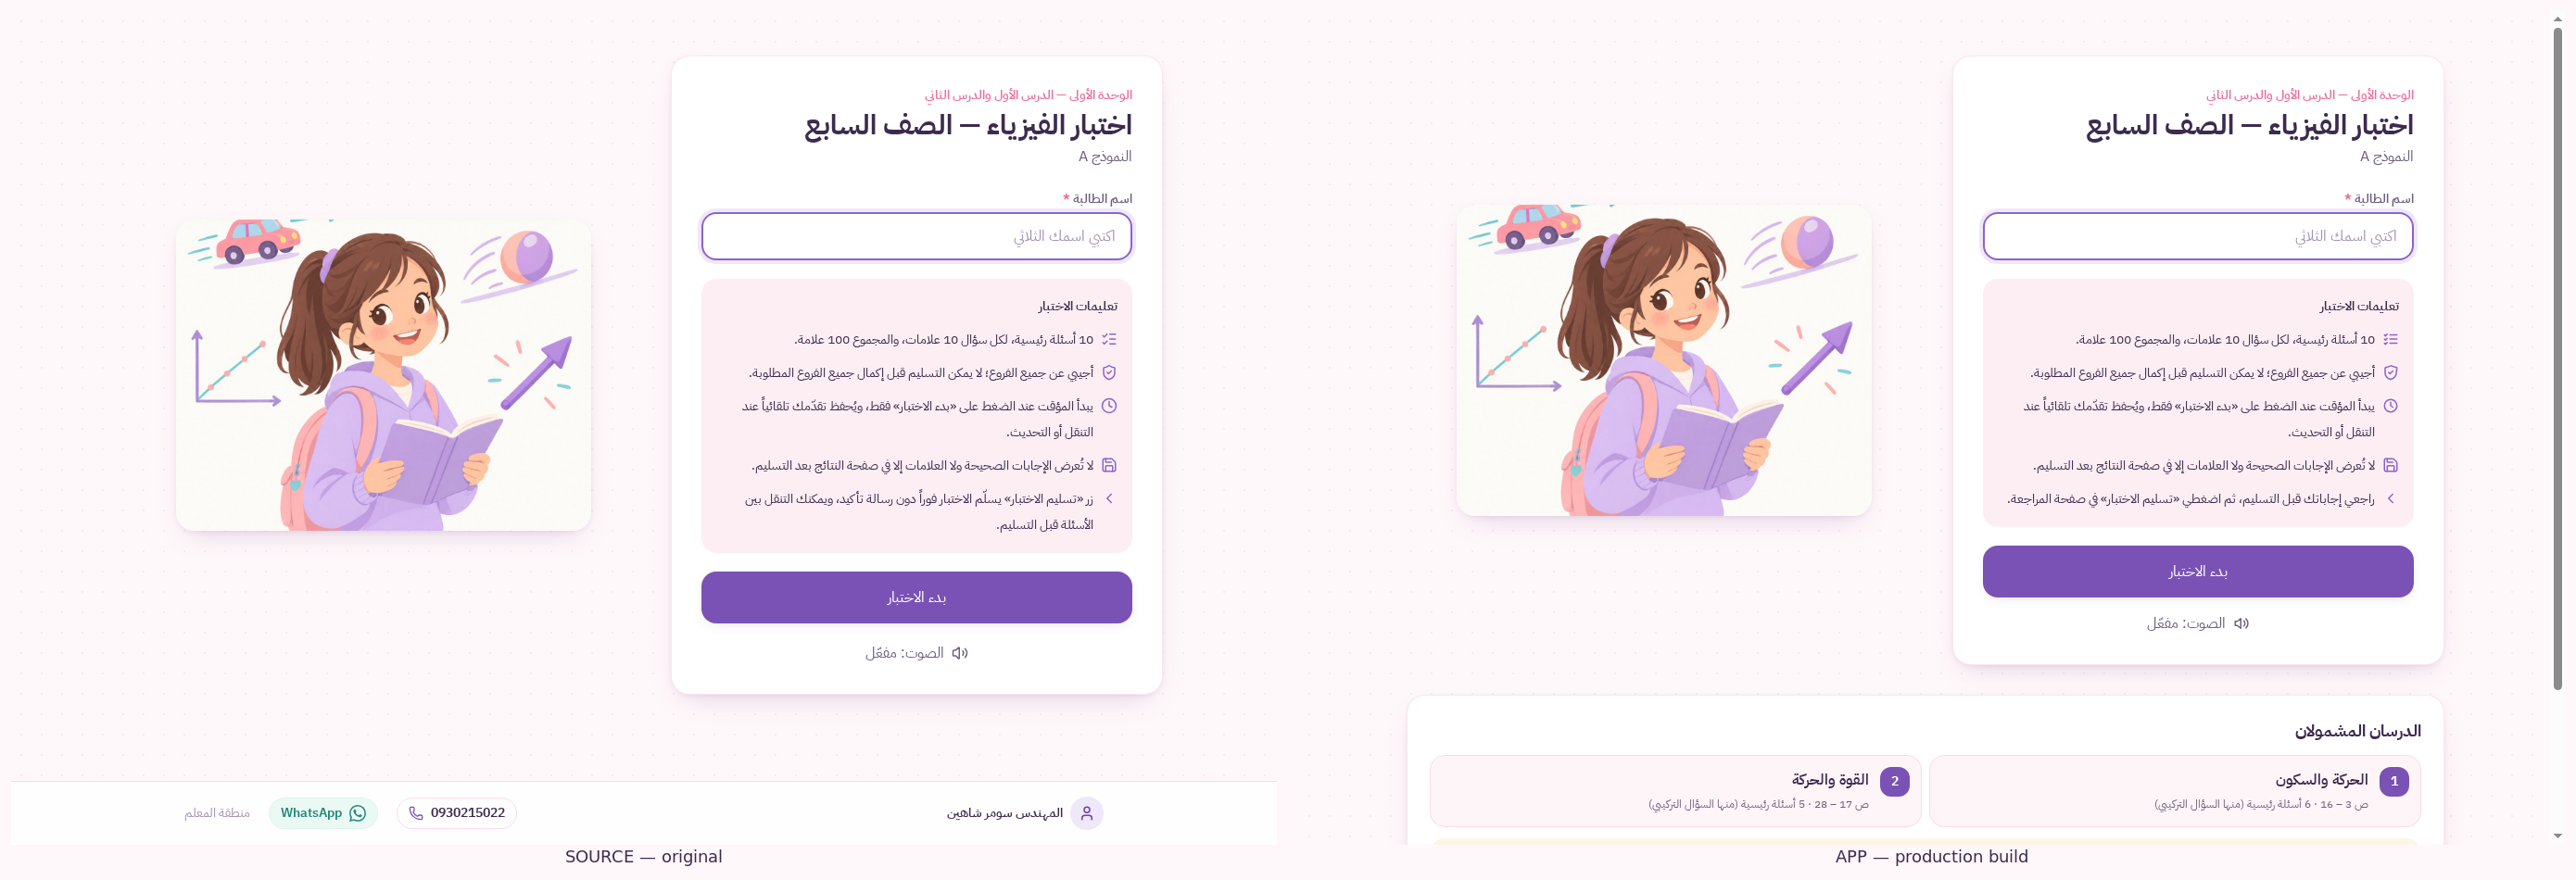 الوحدة الأولى — الدرس الأول والدرس الثاني
اختبار الفيزياء — الصف السابع
النموذج A
اسم الطالبة *
اكتبي اسمك الثلاثي
تعليمات الاختبار
10 أسئلة رئيسية، لكل سؤال 10 علامات، والمجموع 100 علامة.
أجيبي عن جميع الفروع؛ لا يمكن التسليم قبل إكمال جميع الفروع المطلوبة.
يبدأ المؤقت عند الضغط على «بدء الاختبار» فقط، ويُحفظ تقدّمك تلقائياً عند
التنقل أو التحديث.
لا تُعرض الإجابات الصحيحة ولا العلامات إلا في صفحة النتائج بعد التسليم.
زر «تسليم الاختبار» يسلّم الاختبار فوراً دون رسالة تأكيد، ويمكنك التنقل بين
الأسئلة قبل التسليم.
بدء الاختبار
الصوت: مفعّل
المهندس سومر شاهين
0930215022
WhatsApp
منطقة المعلم
SOURCE — original
الوحدة الأولى — الدرس الأول والدرس الثاني
اختبار الفيزياء — الصف السابع
النموذج A
اسم الطالبة *
اكتبي اسمك الثلاثي
تعليمات الاختبار
10 أسئلة رئيسية، لكل سؤال 10 علامات، والمجموع 100 علامة.
أجيبي عن جميع الفروع؛ لا يمكن التسليم قبل إكمال جميع الفروع المطلوبة.
يبدأ المؤقت عند الضغط على «بدء الاختبار» فقط، ويُحفظ تقدّمك تلقائياً عند
التنقل أو التحديث.
لا تُعرض الإجابات الصحيحة ولا العلامات إلا في صفحة النتائج بعد التسليم.
راجعي إجاباتك قبل التسليم، ثم اضغطي «تسليم الاختبار» في صفحة المراجعة.
بدء الاختبار
الصوت: مفعّل
الدرسان المشمولان
1
الحركة والسكون
ص 3 – 16 · 6 أسئلة رئيسية (منها السؤال التركيبي)
2
القوة والحركة
ص 17 – 28 · 5 أسئلة رئيسية (منها السؤال التركيبي)
APP — production build